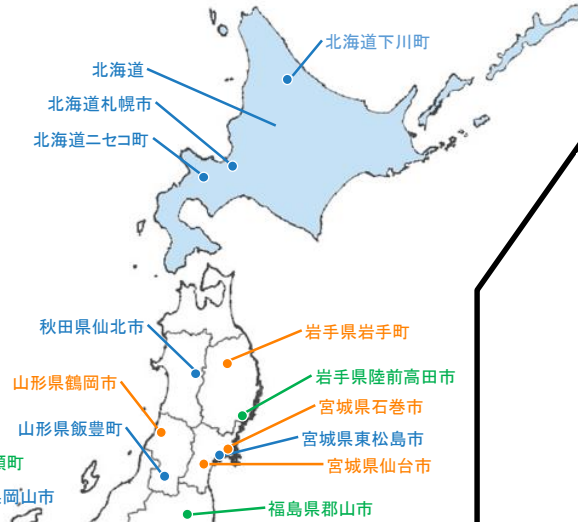 北海道下川町
北海道
北海道札幌市
北海道ニセコ町
秋田県仙北市
岩手県岩手町
山形県鶴岡市
岩手県陸前高田市
宮城県石巻市
山形県飯豊町
宮城県東松島市
宮城県仙台市
町
岡山市
福島県郡山市